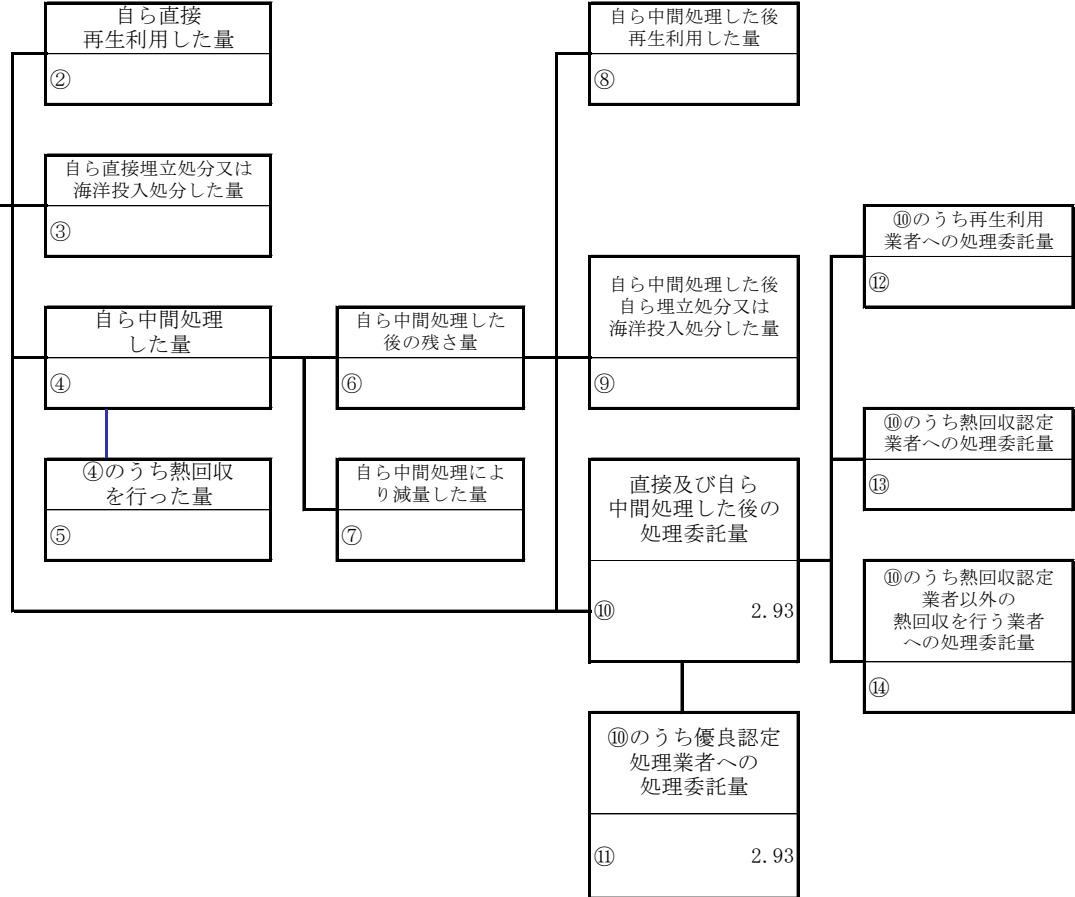 自ら直接
再生利用した量
②
自ら中間処理した後
再生利用した量
⑧
自ら直接埋立処分又は
海洋投入処分した量
③
⑩のうち再生利用
業者への処理委託量
⑫
自ら中間処理した後
自ら埋立処分又は
海洋投入処分した量
⑨
自ら中間処理
した量
④
自ら中間処理した
後の残さ量
⑥
⑩のうち熱回収認定
業者への処理委託量
⑬
④のうち熱回収
を行った量
⑤
自ら中間処理によ
り減量した量
⑦
直接及び自ら
中間処理した後の
処理委託量
⑩ 2.93
⑩のうち熱回収認定
業者以外の
熱回収を行う業者
への処理委託量
⑭
⑩のうち優良認定
処理業者への
処理委託量
⑪ 2.93